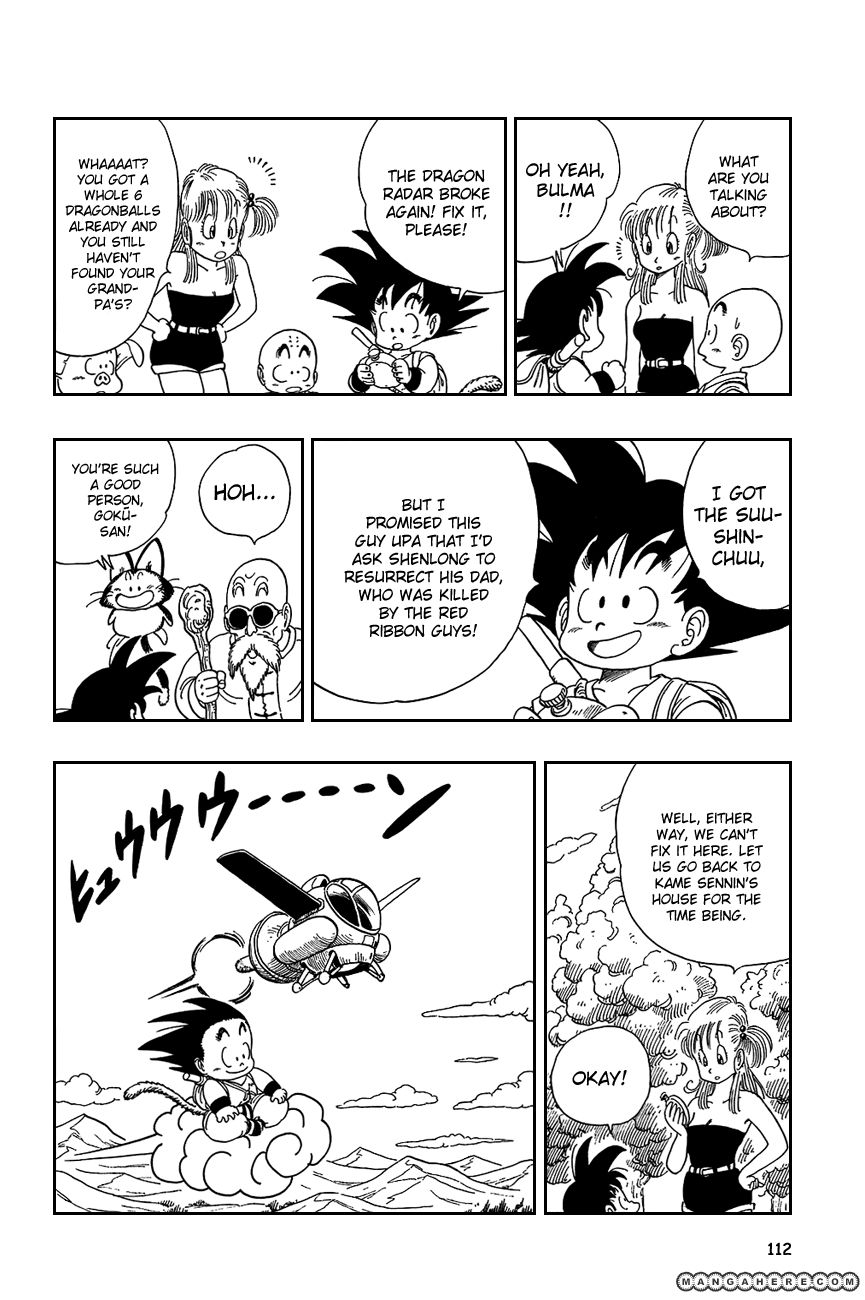 WHAT
ARE YOU
TALKING
ABOUT?
OH YEAH,
BULMA
!!
THE DRAGON
RADAR BROKE
AGAIN! FIX IT,
PLEASE!
WHAAAAT?
YOU GOT A
WHOLE 6
DRAGONBALLS
ALREADY AND
YOU STILL
HAVEN'T
FOUND YOUR
GRAND-
PA'S?
I GOT
THE SUU-
SHIN-
CHUU,
BUT I
PROMISED THIS
GUY UPA THAT I'D
ASK SHENLONG TO
RESURRECT HIS DAD,
WHO WAS KILLED
BY THE RED
RIBBON GUYS!
HOH...
YOU'RE SUCH
A GOOD
PERSON,
GOKŪ-
SAN!
WELL, EITHER
WAY, WE CAN'T
FIX IT HERE. LET
US GO BACK TO
KAME SENNIN'S
HOUSE FOR THE
TIME BEING.
OKAY!
ヒュウウウーーーーン
112
MANGAHERE.COM